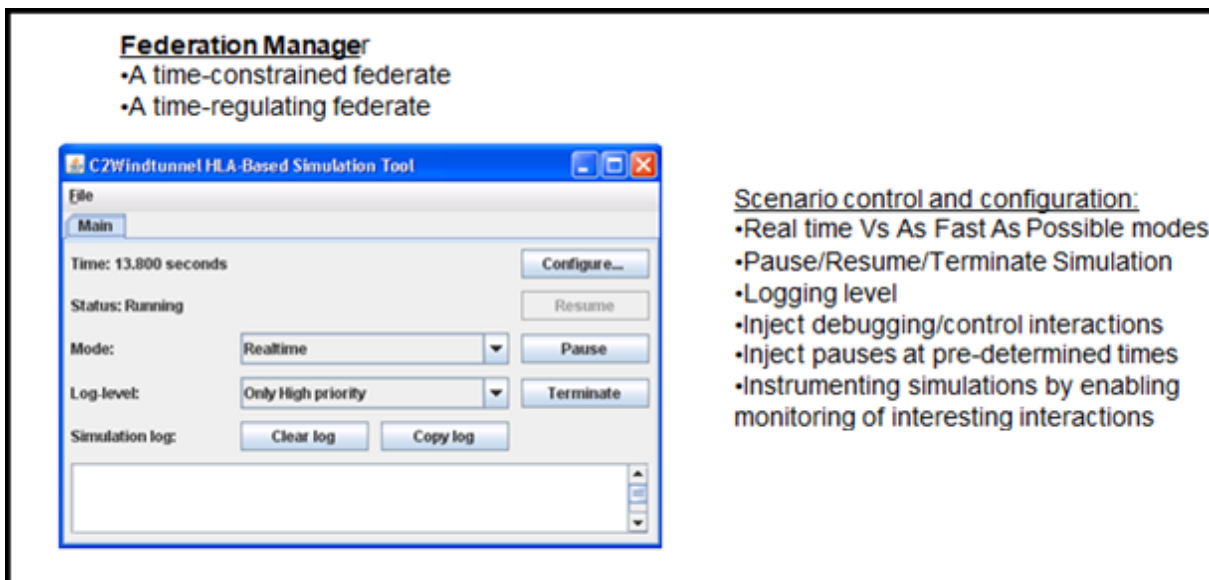 Federation Manager
•A time-constrained federate
•A time-regulating federate
C2Windtunnel HLA-Based Simulation Tool
File
Main
Time: 13.800 seconds
Configure...
Status: Running
Resume
Mode:
Realtime
Pause
Log-level:
Only High priority
Terminate
Simulation log:
Clear log
Copy log
Scenario control and configuration:
•Real time Vs As Fast As Possible modes
•Pause/Resume/Terminate Simulation
•Logging level
•Inject debugging/control interactions
•Inject pauses at pre-determined times
•Instrumenting simulations by enabling
monitoring of interesting interactions